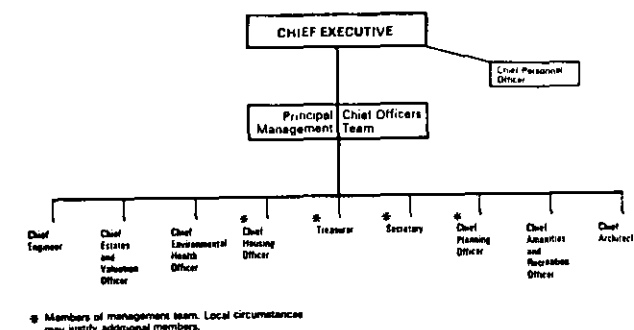 CHIEF EXECUTIVE
Chief Personnel
Officer
Principal Chief Officers
Management Team
Chief
Engineer
Chief
Estates
and
Valuation
Officer
Chief
Environmental
Health
Officer
* Chief
Housing
Officer
* Treasurer
* Secretary
* Chief
Planning
Officer
Chief
Amenities
and
Recreation
Officer
Chief
Architect
* Members of management team. Local circumstances
may justify additional members.